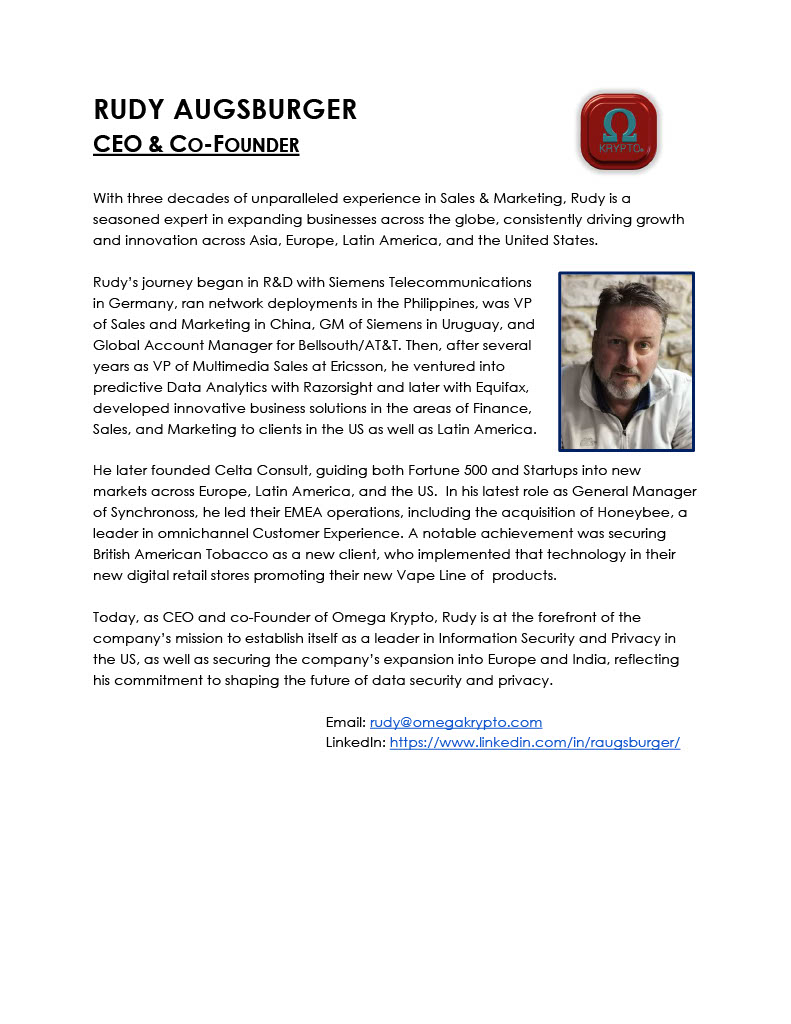 RUDY AUGSBURGER
CEO & CO-FOUNDER
Ω
KRYPTO
With three decades of unparalleled experience in Sales & Marketing, Rudy is a
seasoned expert in expanding businesses across the globe, consistently driving growth
and innovation across Asia, Europe, Latin America, and the United States.
Rudy’s journey began in R&D with Siemens Telecommunications
in Germany, ran network deployments in the Philippines, was VP
of Sales and Marketing in China, GM of Siemens in Uruguay, and
Global Account Manager for Bellsouth/AT&T. Then, after several
years as VP of Multimedia Sales at Ericsson, he ventured into
predictive Data Analytics with Razorsight and later with Equifax,
developed innovative business solutions in the areas of Finance,
Sales, and Marketing to clients in the US as well as Latin America.
He later founded Celta Consult, guiding both Fortune 500 and Startups into new
markets across Europe, Latin America, and the US.  In his latest role as General Manager
of Synchronoss, he led their EMEA operations, including the acquisition of Honeybee, a
leader in omnichannel Customer Experience. A notable achievement was securing
British American Tobacco as a new client, who implemented that technology in their
new digital retail stores promoting their new Vape Line of  products.
Today, as CEO and co-Founder of Omega Krypto, Rudy is at the forefront of the
company’s mission to establish itself as a leader in Information Security and Privacy in
the US, as well as securing the company’s expansion into Europe and India, reflecting
his commitment to shaping the future of data security and privacy.
Email: rudy@omegakrypto.com
LinkedIn: https://www.linkedin.com/in/raugsburger/